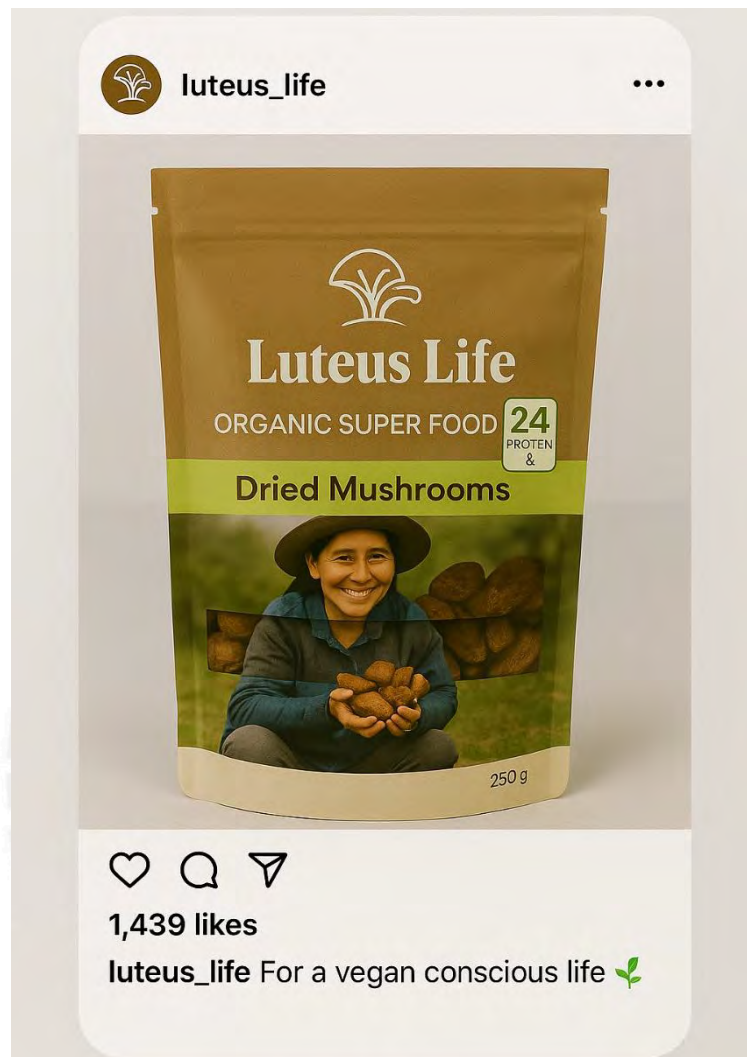 luteus_life
Luteus Life
ORGANIC SUPER FOOD
24
PROTEN
&
Dried Mushrooms
250 g
1,439 likes
luteus_life For a vegan conscious life